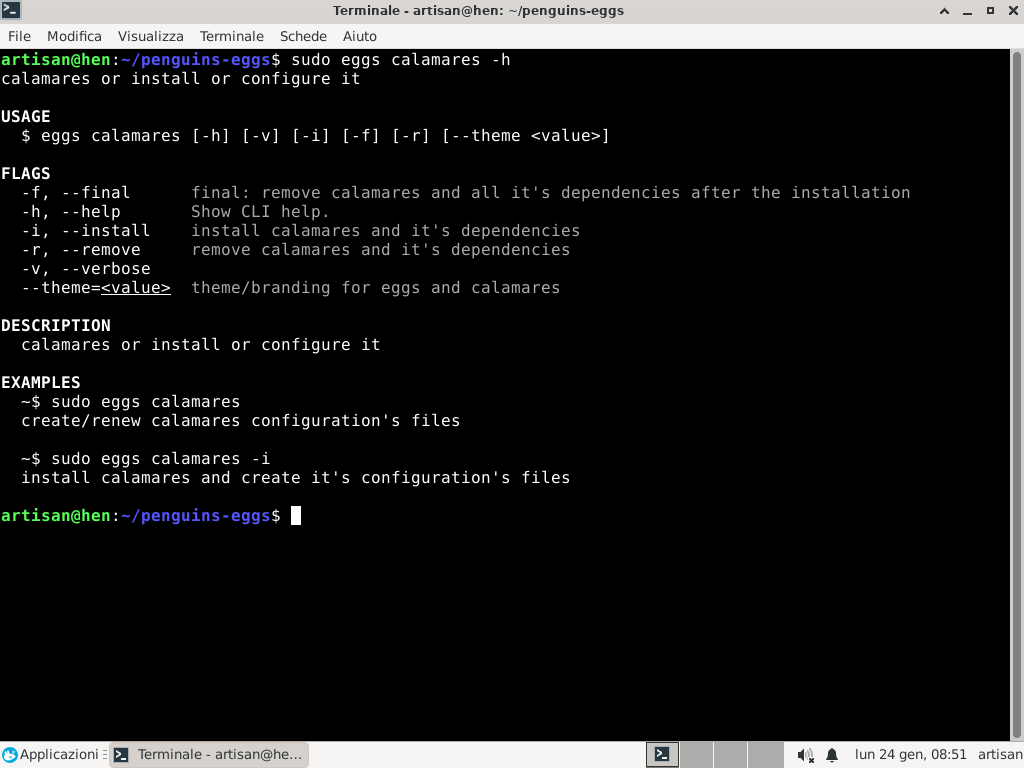 Terminale - artisan@hen: ~/penguins-eggs
File Modifica Visualizza Terminale Schede Aiuto
artisan@hen:~/penguins-eggs$ sudo eggs calamares -h
calamares or install or configure it
USAGE
$ eggs calamares [-h] [-v] [-i] [-f] [-r] [--theme <value>]
FLAGS
-f, --final final: remove calamares and all it's dependencies after the installation
-h, --help Show CLI help.
-i, --install install calamares and it's dependencies
-r, --remove remove calamares and it's dependencies
-v, --verbose
--theme=<value> theme/branding for eggs and calamares
DESCRIPTION
calamares or install or configure it
EXAMPLES
~$ sudo eggs calamares
create/renew calamares configuration's files
~$ sudo eggs calamares -i
install calamares and create it's configuration's files
artisan@hen:~/penguins-eggs$
Applicazioni Terminale - artisan@he... lun 24 gen, 08:51 artisan